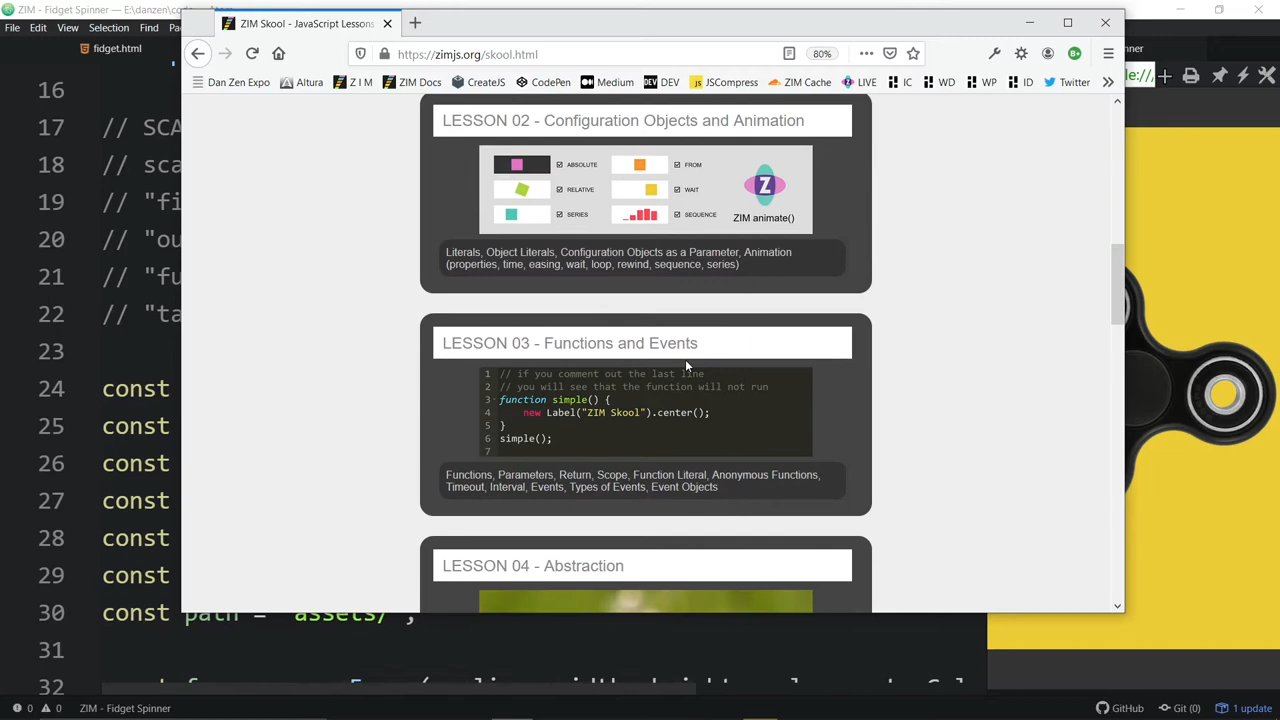 ZIM - Fidget Spinner
File Edit View Selection Find
fidget.html
ZIM Skool - JavaScript Lessons
https://zimjs.org/skool.html
80%
Dan Zen Expo Altura Z I M ZIM Docs CreateJS CodePen Medium DEV JSCompress ZIM Cache LIVE IC WD WP ID Twitter
LESSON 02 - Configuration Objects and Animation
ABSOLUTE FROM
RELATIVE WAIT
SERIES SEQUENCE
Z
ZIM animate()
Literals, Object Literals, Configuration Objects as a Parameter, Animation
(properties, time, easing, wait, loop, rewind, sequence, series)
LESSON 03 - Functions and Events
1 // if you comment out the last line
2 // you will see that the function will not run
3 function simple() {
4 new Label("ZIM Skool").center();
5 }
6 simple();
7
Functions, Parameters, Return, Scope, Function Literal, Anonymous Functions,
Timeout, Interval, Events, Types of Events, Event Objects
LESSON 04 - Abstraction
16
17 // SCA
18 // sca
19 // "fi
20 // "ou
21 // "fu
22 // "ta
23
24 const
25 const
26 const
27 const
28 const
29 const
30 const path = "assets/";
31
32
0 0 ZIM - Fidget Spinner
GitHub Git (0) 1 update